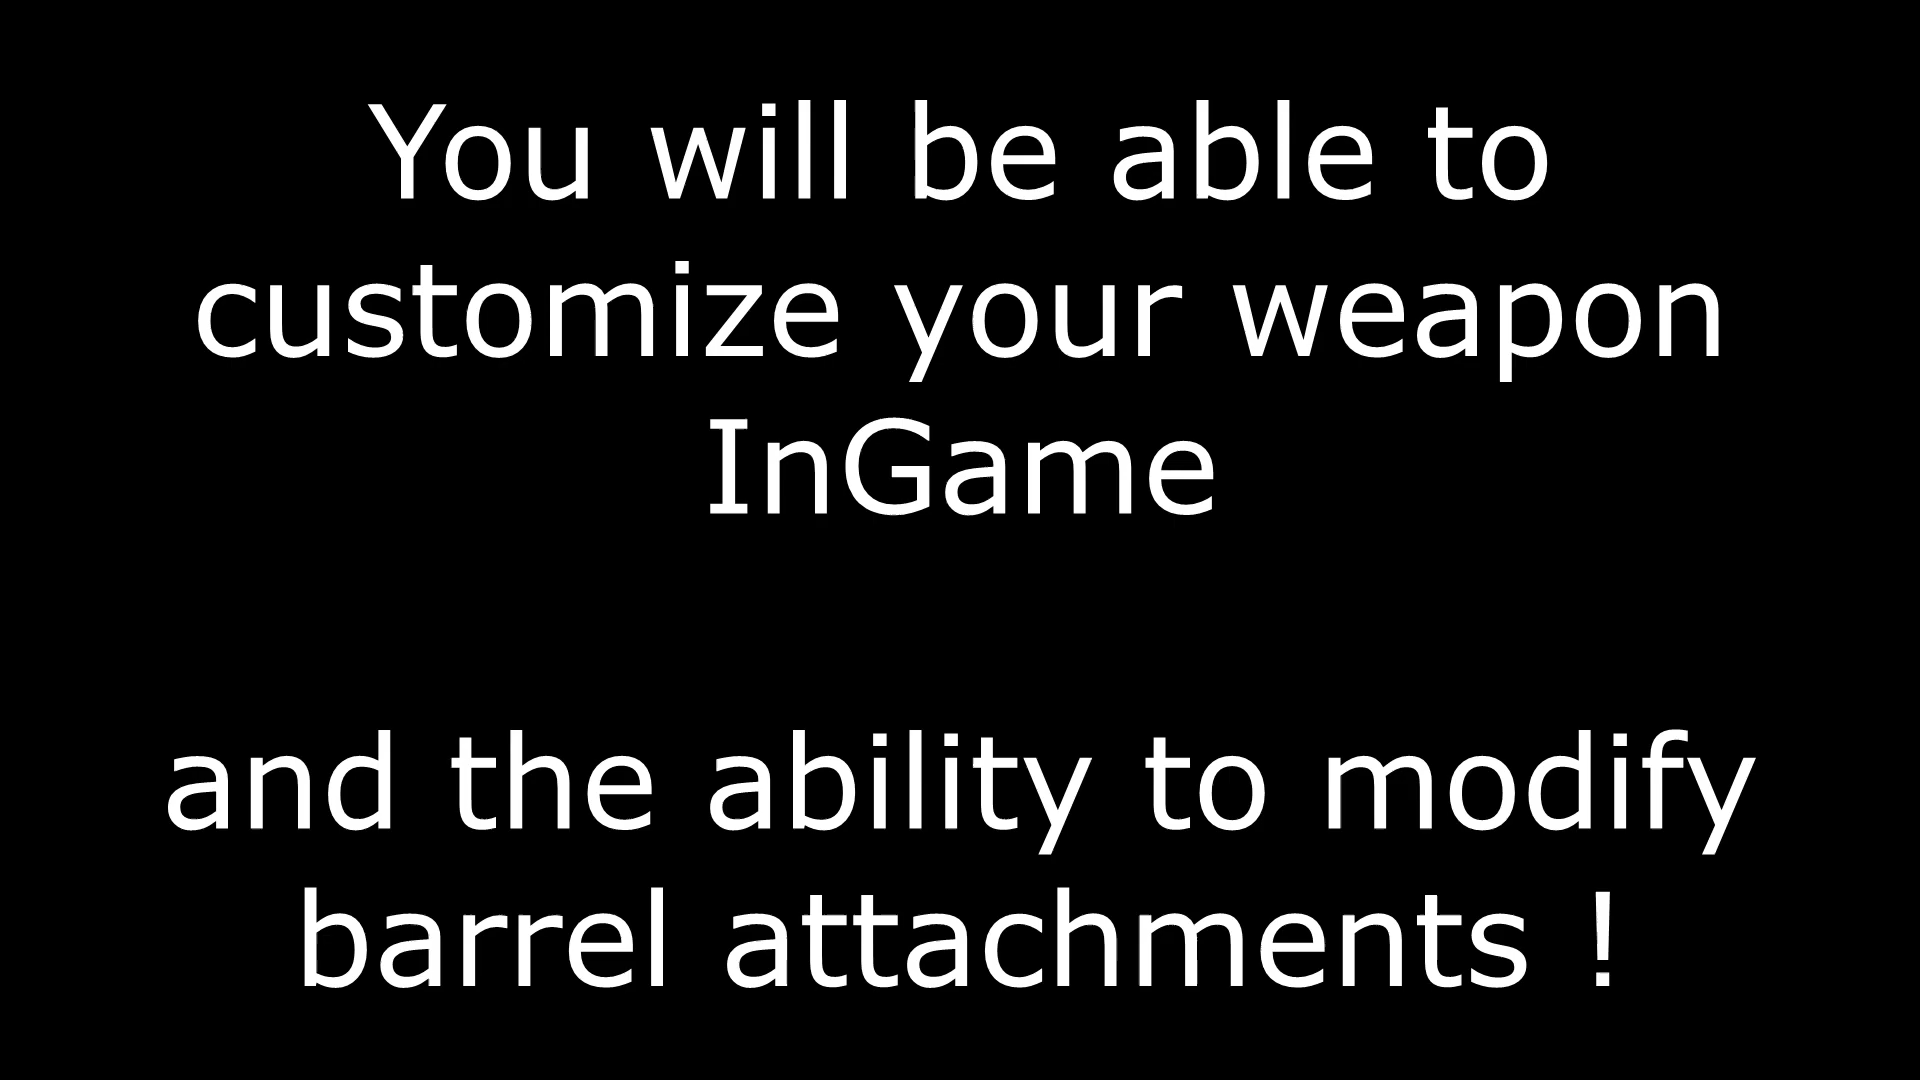 You will be able to
customize your weapon
InGame
and the ability to modify
barrel attachments !